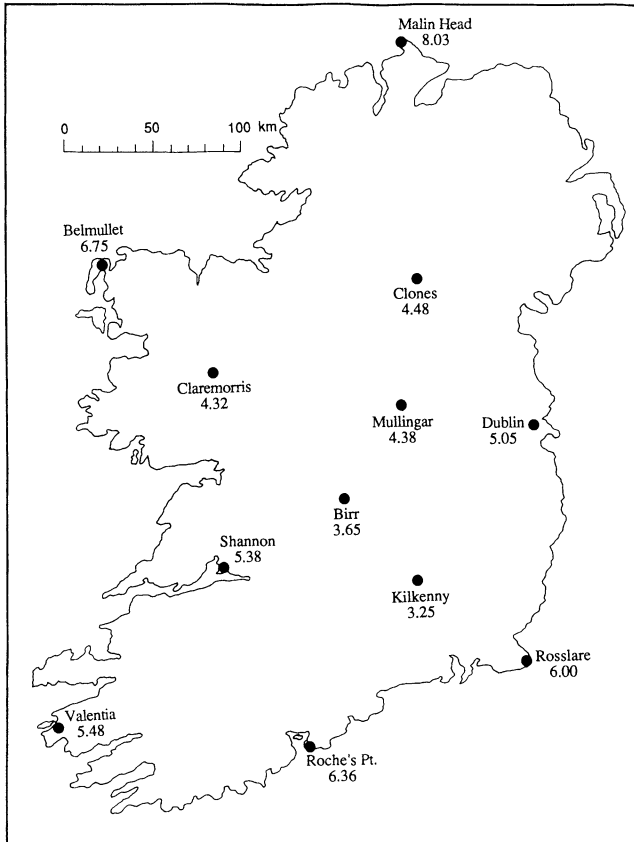 Malin Head
8.03
0 50 100 km
Belmullet
6.75
Clones
4.48
Claremorris
4.32
Mullingar
4.38
Dublin
5.05
Birr
3.65
Shannon
5.38
Kilkenny
3.25
Rosslare
6.00
Valentia
5.48
Roche's Pt.
6.36